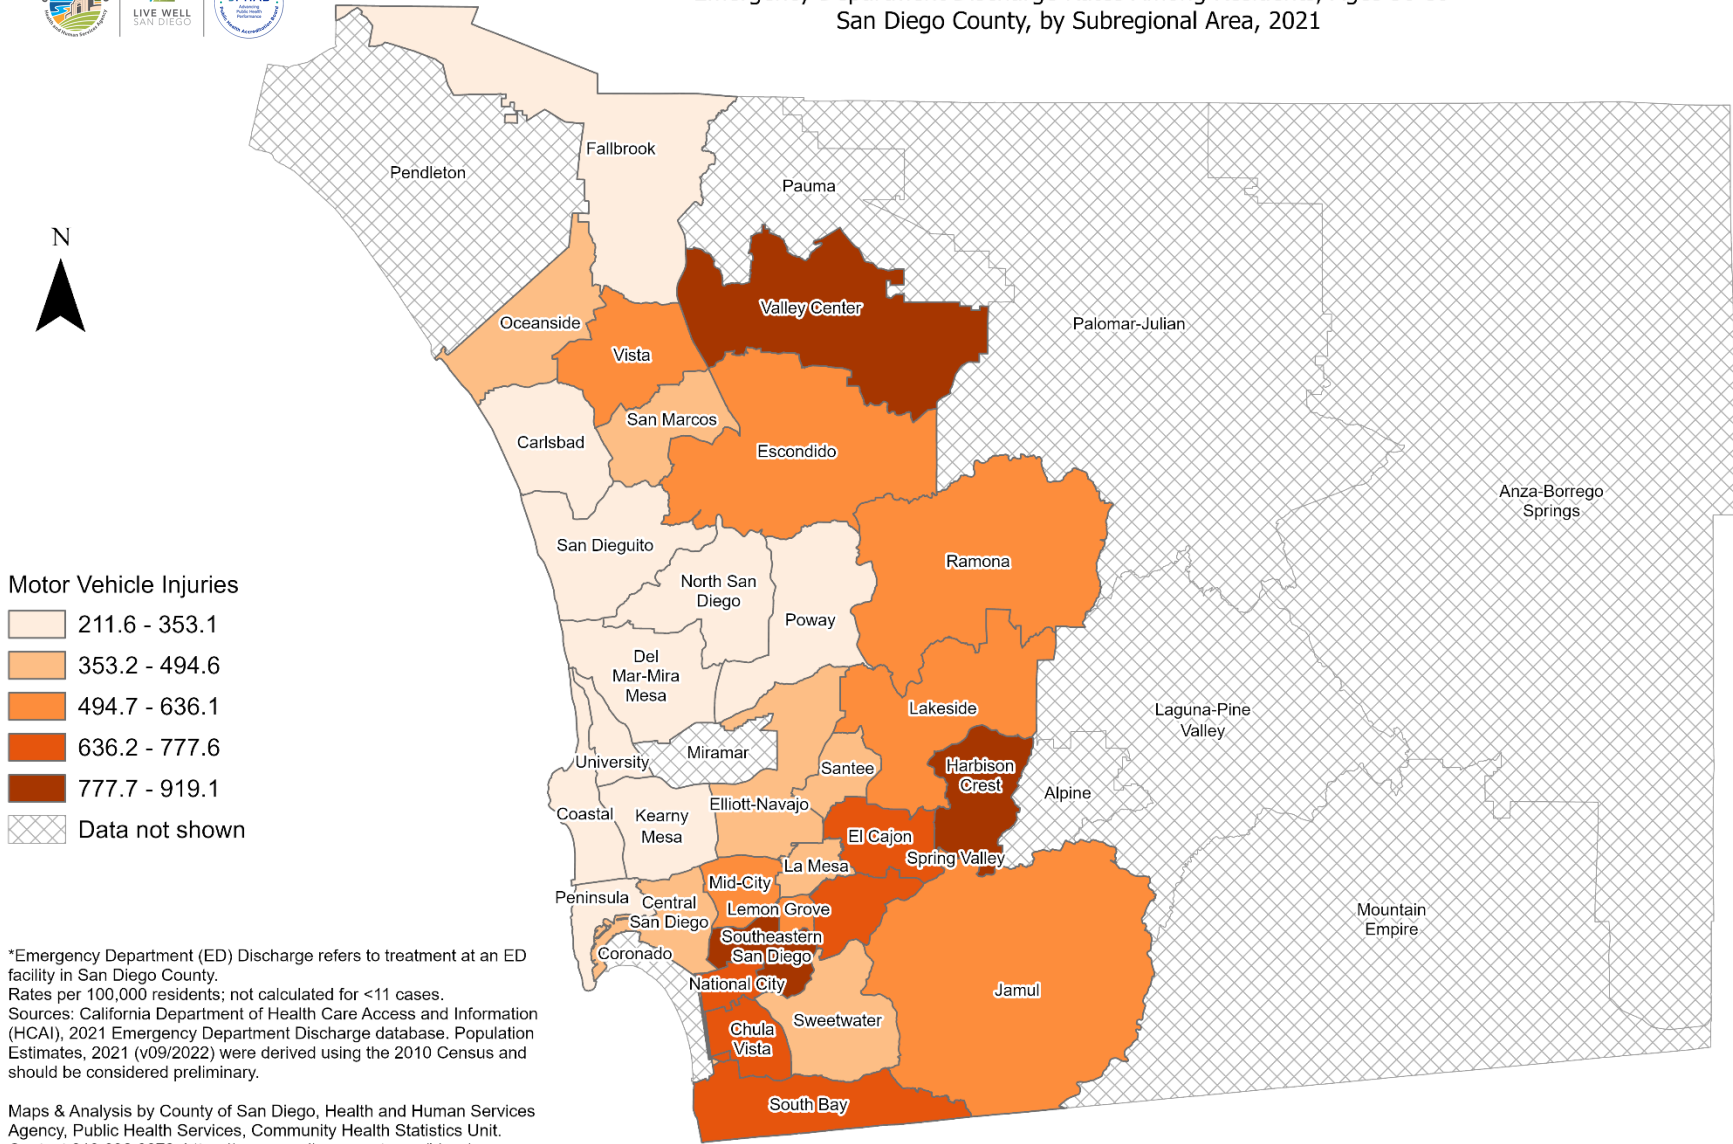 LIVE WELL
SAN DIEGO
San Diego County, by Subregional Area, 2021
N
Fallbrook
Pendleton
Pauma
Valley Center
Oceanside
Vista
Palomar-Julian
San Marcos
Carlsbad
Escondido
Anza-Borrego
Springs
San Dieguito
Ramona
North San
Diego
Poway
Del
Mar-Mira
Mesa
Lakeside
Laguna-Pine
Valley
Miramar
University
Santee
Harbison
Crest
Alpine
Elliott-Navajo
Coastal
Kearny
Mesa
El Cajon
Spring Valley
La Mesa
Mid-City
Peninsula
Central
San Diego
Lemon Grove
Mountain
Empire
Southeastern
San Diego
Coronado
National City
Jamul
Sweetwater
Chula
Vista
South Bay
Motor Vehicle Injuries
211.6 - 353.1
353.2 - 494.6
494.7 - 636.1
636.2 - 777.6
777.7 - 919.1
Data not shown
*Emergency Department (ED) Discharge refers to treatment at an ED
facility in San Diego County.
Rates per 100,000 residents; not calculated for <11 cases.
Sources: California Department of Health Care Access and Information
(HCAI), 2021 Emergency Department Discharge database. Population
Estimates, 2021 (v09/2022) were derived using the 2010 Census and
should be considered preliminary.
Maps & Analysis by County of San Diego, Health and Human Services
Agency, Public Health Services, Community Health Statistics Unit.